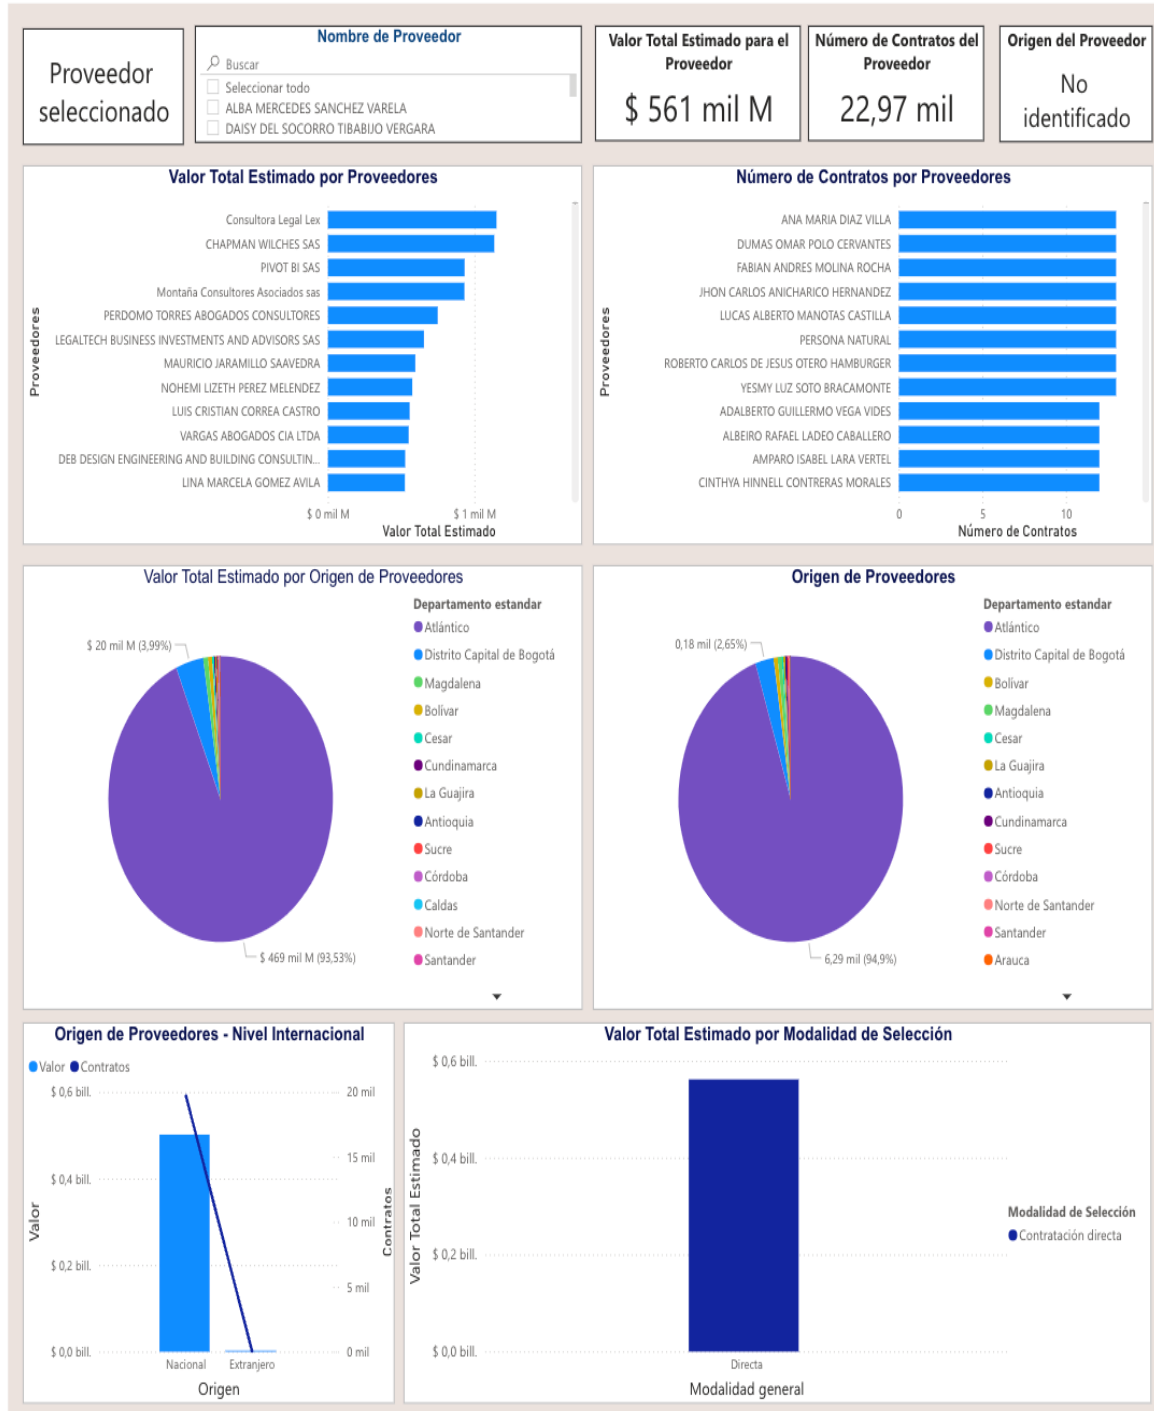 Proveedor
seleccionado
Nombre de Proveedor
Buscar
Seleccionar todo
ALBA MERCEDES SANCHEZ VARELA
DAISY DEL SOCORRO TIBABIJO VERGARA
Valor Total Estimado para el
Proveedor
$ 561 mil M
Número de Contratos del
Proveedor
22,97 mil
Origen del Proveedor
No
identificado
Valor Total Estimado por Proveedores
Proveedores
Consultora Legal Lex
CHAPMAN WILCHES SAS
PIVOT BI SAS
Montaña Consultores Asociados sas
PERDOMO TORRES ABOGADOS CONSULTORES
LEGALTECH BUSINESS INVESTMENTS AND ADVISORS SAS
MAURICIO JARAMILLO SAAVEDRA
NOHEMI LIZETH PEREZ MELENDEZ
LUIS CRISTIAN CORREA CASTRO
VARGAS ABOGADOS CIA LTDA
DEB DESIGN ENGINEERING AND BUILDING CONSULTIN...
LINA MARCELA GOMEZ AVILA
$ 0 mil M $ 1 mil M
Valor Total Estimado
Número de Contratos por Proveedores
Proveedores
ANA MARIA DIAZ VILLA
DUMAS OMAR POLO CERVANTES
FABIAN ANDRES MOLINA ROCHA
JHON CARLOS ANICHARICO HERNANDEZ
LUCAS ALBERTO MANOTAS CASTILLA
PERSONA NATURAL
ROBERTO CARLOS DE JESUS OTERO HAMBURGER
YESMY LUZ SOTO BRACAMONTE
ADALBERTO GUILLERMO VEGA VIDES
ALBEIRO RAFAEL LADEO CABALLERO
AMPARO ISABEL LARA VERTEL
CINTHYA HINNELL CONTRERAS MORALES
0 5 10
Número de Contratos
Valor Total Estimado por Origen de Proveedores
$ 20 mil M (3,99%)
$ 469 mil M (93,53%)
Departamento estandar
Atlántico
Distrito Capital de Bogotá
Magdalena
Bolívar
Cesar
Cundinamarca
La Guajira
Antioquia
Sucre
Córdoba
Caldas
Norte de Santander
Santander
Origen de Proveedores
0,18 mil (2,65%)
6,29 mil (94,9%)
Departamento estandar
Atlántico
Distrito Capital de Bogotá
Bolívar
Magdalena
Cesar
La Guajira
Antioquia
Cundinamarca
Sucre
Córdoba
Norte de Santander
Santander
Arauca
Origen de Proveedores - Nivel Internacional
Valor Contratos
Valor
$ 0,6 bill.
$ 0,4 bill.
$ 0,2 bill.
$ 0,0 bill.
20 mil
15 mil
10 mil
5 mil
0 mil
Contratos
Nacional Extranjero
Origen
Valor Total Estimado por Modalidad de Selección
Valor Total Estimado
$ 0,6 bill.
$ 0,4 bill.
$ 0,2 bill.
$ 0,0 bill.
Directa
Modalidad general
Modalidad de Selección
Contratación directa